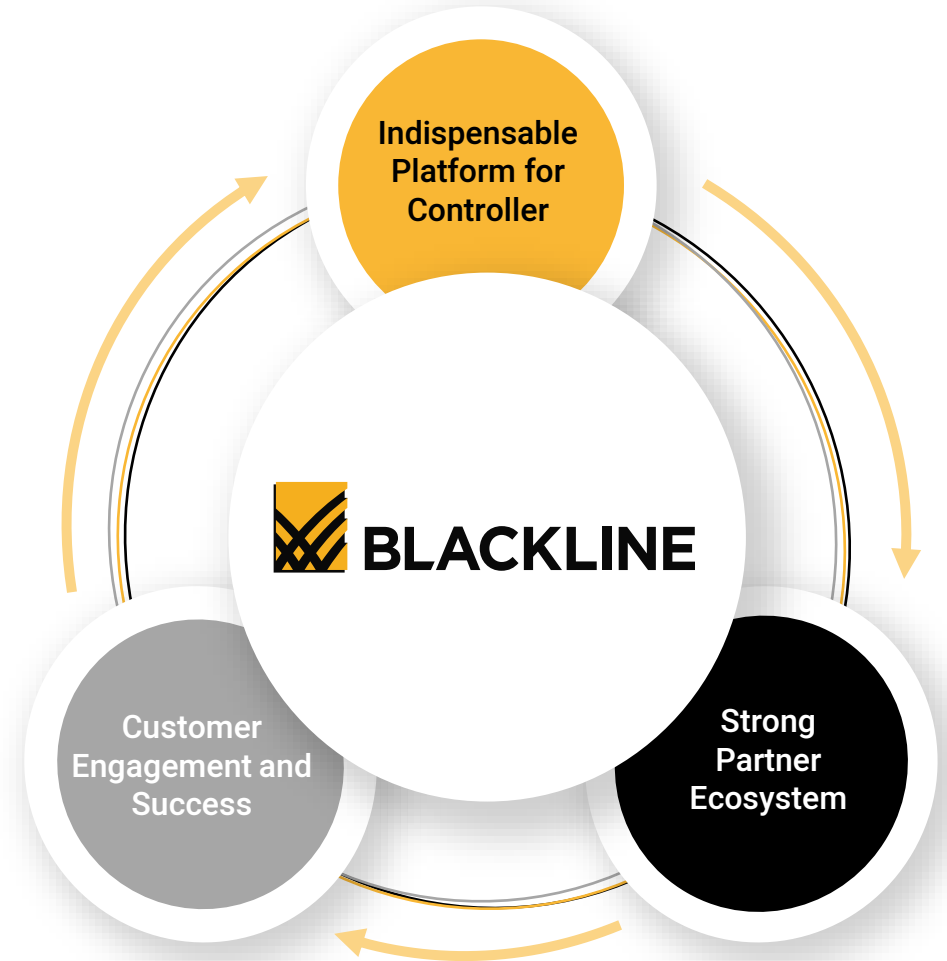 Indispensable
Platform for
Controller
BLACKLINE
Customer
Engagement and
Success
Strong
Partner
Ecosystem